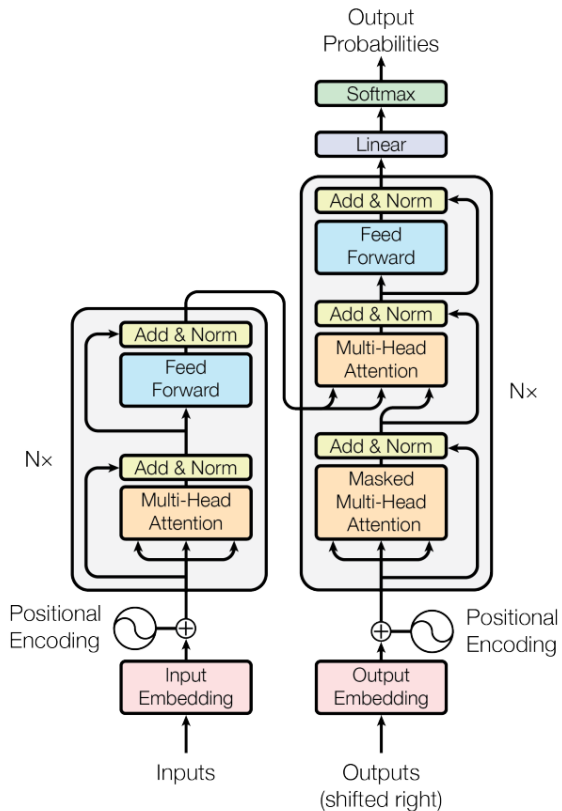 Output
Probabilities
Softmax
Linear
Add & Norm
Feed
Forward
Add & Norm
Multi-Head
Attention
Add & Norm
Masked
Multi-Head
Attention
N×
Add & Norm
Feed
Forward
Add & Norm
Multi-Head
Attention
N×
Positional
Encoding
Positional
Encoding
Input
Embedding
Output
Embedding
Inputs
Outputs
(shifted right)